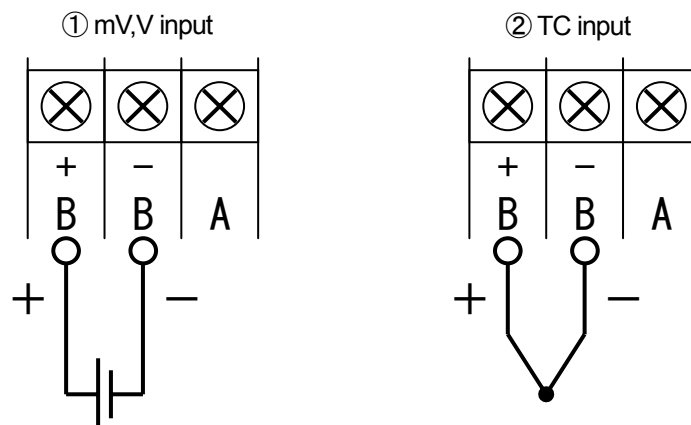 ① mV,V input
+ −
B B A
+ −
② TC input
+ −
B B A
+ −